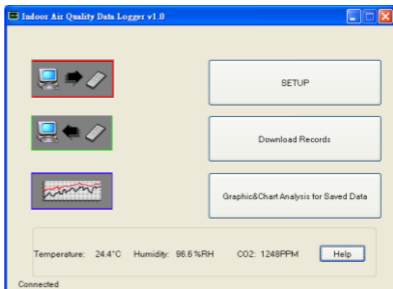 Indoor Air Quality Data Logger v1.0
SETUP
Download Records
Graphic&Chart Analysis for Saved Data
Temperature: 24.4°C Humidity: 96.6%RH CO2: 1248PPM Help
Connected